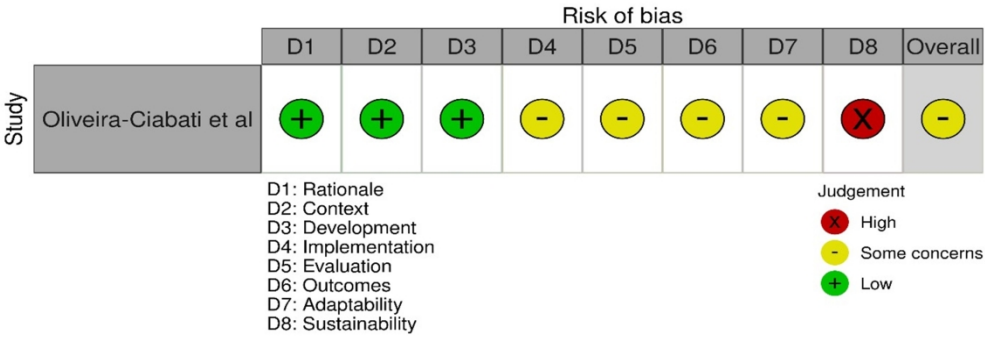 Risk of bias
D1 D2 D3 D4 D5 D6 D7 D8 Overall
Study
Oliveira-Ciabati et al + + + - - - - X -
D1: Rationale
D2: Context
D3: Development
D4: Implementation
D5: Evaluation
D6: Outcomes
D7: Adaptability
D8: Sustainability
Judgement
X High
- Some concerns
+ Low